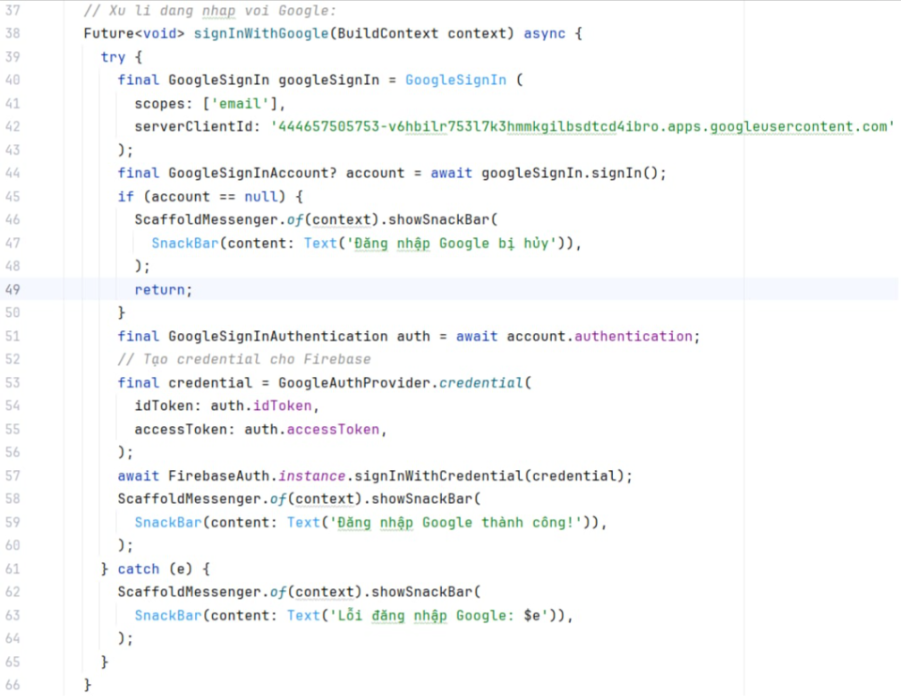 37 // Xu li dang nhap voi Google:
38 Future<void> signInWithGoogle(BuildContext context) async {
39 try {
40 final GoogleSignIn googleSignIn = GoogleSignIn (
41 scopes: ['email'],
42 serverClientId: '444657505753-v6hbilr753l7k3hmmkgilbsdtcd4ibro.apps.googleusercontent.com'
43 );
44 final GoogleSignInAccount? account = await googleSignIn.signIn();
45 if (account == null) {
46 ScaffoldMessenger.of(context).showSnackBar(
47 SnackBar(content: Text('Đăng nhập Google bị hủy')),
48 );
49 return;
50 }
51 final GoogleSignInAuthentication auth = await account.authentication;
52 // Tạo credential cho Firebase
53 final credential = GoogleAuthProvider.credential(
54 idToken: auth.idToken,
55 accessToken: auth.accessToken,
56 );
57 await FirebaseAuth.instance.signInWithCredential(credential);
58 ScaffoldMessenger.of(context).showSnackBar(
59 SnackBar(content: Text('Đăng nhập Google thành công!')),
60 );
61 } catch (e) {
62 ScaffoldMessenger.of(context).showSnackBar(
63 SnackBar(content: Text('Lỗi đăng nhập Google: $e')),
64 );
65 }
66 }